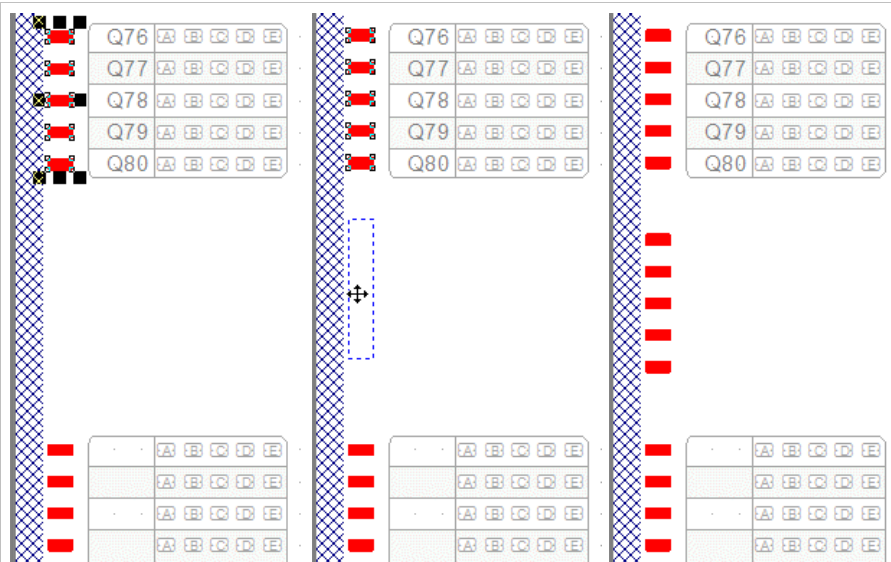 Q76 A B C D E Q76 A B C D E Q76 A B C D E
Q77 A B C D E Q77 A B C D E Q77 A B C D E
Q78 A B C D E Q78 A B C D E Q78 A B C D E
Q79 A B C D E Q79 A B C D E Q79 A B C D E
Q80 A B C D E Q80 A B C D E Q80 A B C D E
A B C D E A B C D E A B C D E
A B C D E A B C D E A B C D E
A B C D E A B C D E A B C D E
A B C D E A B C D E A B C D E